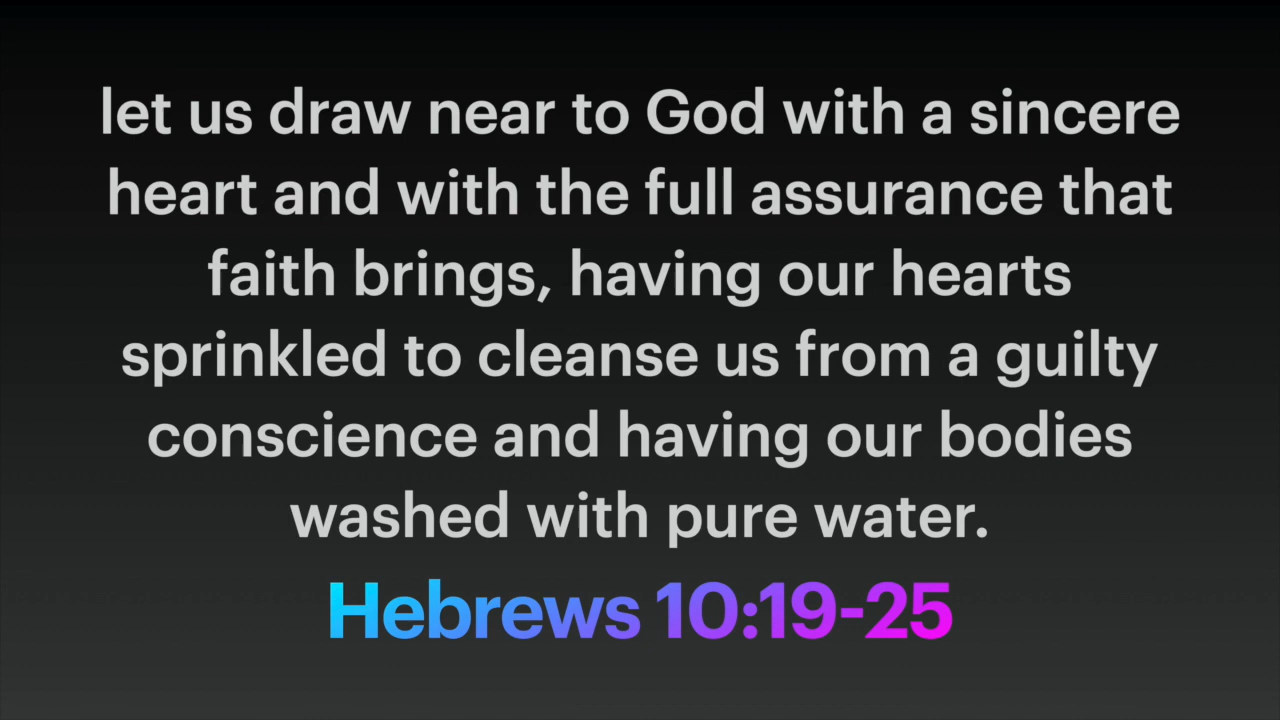 let us draw near to God with a sincere
heart and with the full assurance that
faith brings, having our hearts
sprinkled to cleanse us from a guilty
conscience and having our bodies
washed with pure water.
Hebrews 10:19-25